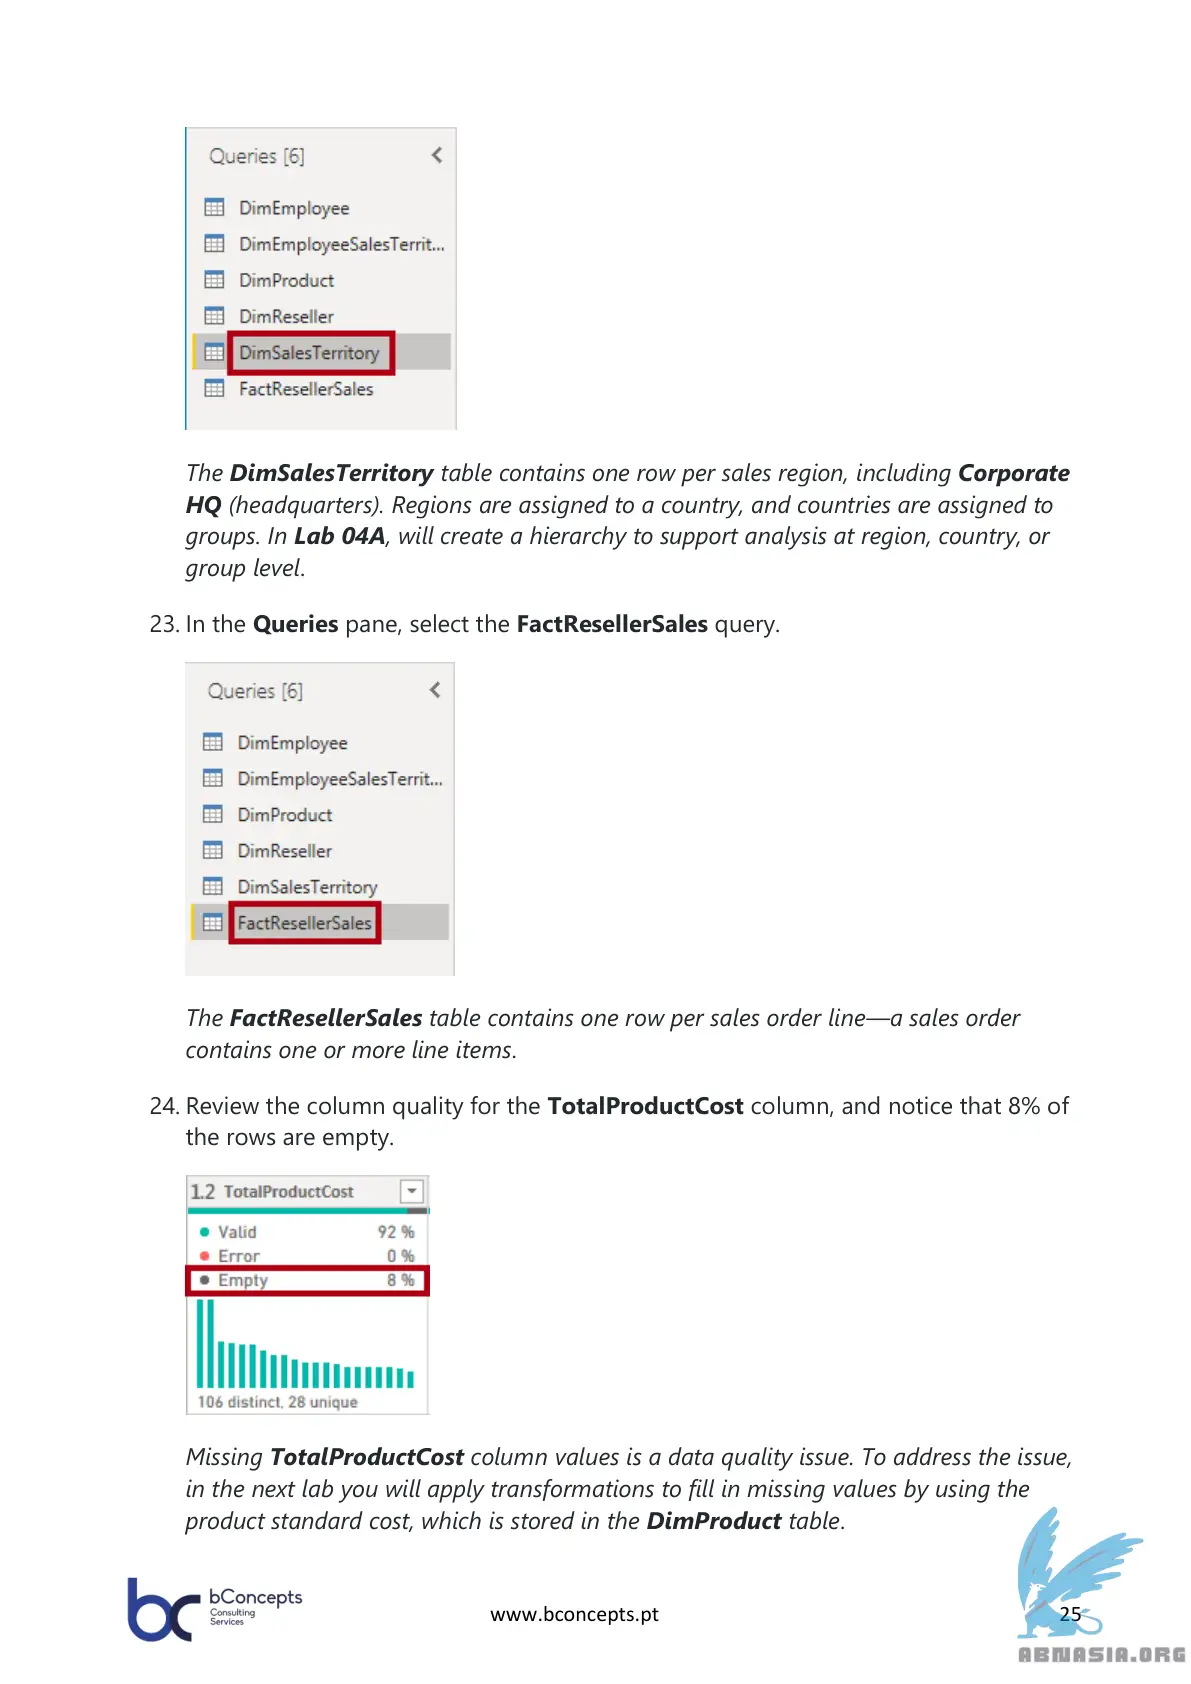 Queries [6]
DimEmployee
DimEmployeeSalesTerrit...
DimProduct
DimReseller
DimSalesTerritory
FactResellerSales
The DimSalesTerritory table contains one row per sales region, including Corporate
HQ (headquarters). Regions are assigned to a country, and countries are assigned to
groups. In Lab 04A, will create a hierarchy to support analysis at region, country, or
group level.
23. In the Queries pane, select the FactResellerSales query.
Queries [6]
DimEmployee
DimEmployeeSalesTerrit...
DimProduct
DimReseller
DimSalesTerritory
FactResellerSales
The FactResellerSales table contains one row per sales order line—a sales order
contains one or more line items.
24. Review the column quality for the TotalProductCost column, and notice that 8% of
the rows are empty.
1.2 TotalProductCost
Valid 92 %
Error 0 %
Empty 8 %
106 distinct, 28 unique
Missing TotalProductCost column values is a data quality issue. To address the issue,
in the next lab you will apply transformations to fill in missing values by using the
product standard cost, which is stored in the DimProduct table.
bc bConcepts
Consulting
Services
www.bconcepts.pt
25
ABNASIA.ORG